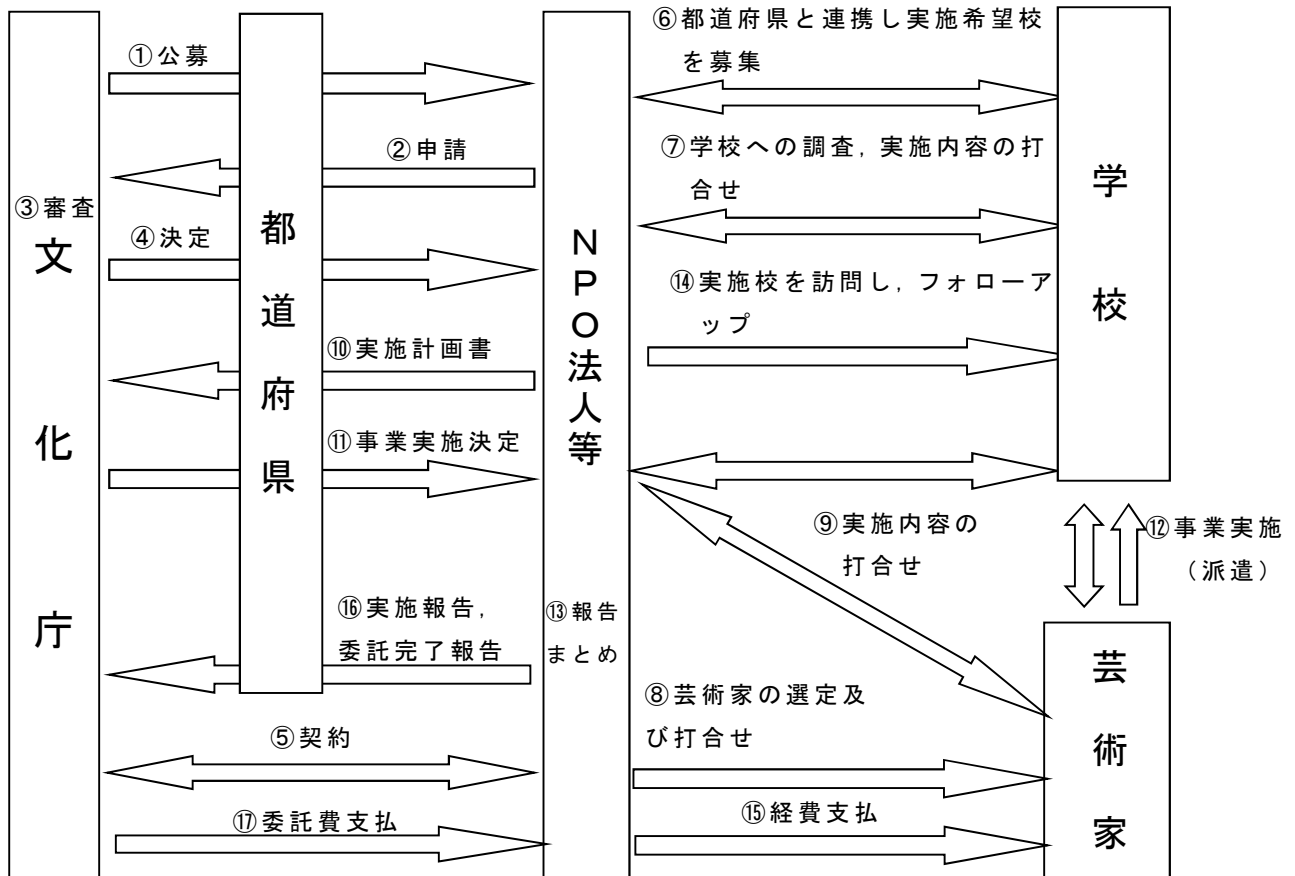 ①公募
②申請
③審査
④決定
⑩実施計画書
⑪事業実施決定
⑯実施報告，
委託完了報告
⑤契約
⑰委託費支払
文化庁
都道府県
NPO法人等
⑬報告
まとめ
⑥都道府県と連携し実施希望校
を募集
⑦学校への調査，実施内容の打
合せ
⑭実施校を訪問し，フォローア
ップ
⑨実施内容の
打合せ
⑧芸術家の選定及
び打合せ
⑮経費支払
学校
⑫事業実施
（派遣）
芸術家